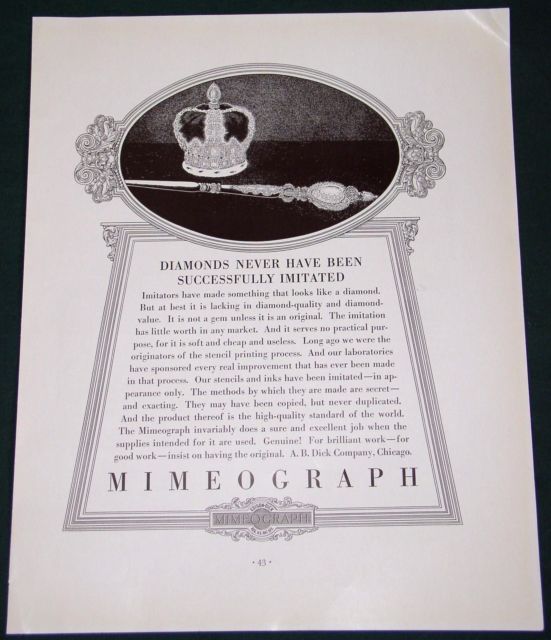 DIAMONDS NEVER HAVE BEEN
SUCCESSFULLY IMITATED
Imitators have made something that looks like a diamond.
But at best it is lacking in diamond-quality and diamond-
value. It is not a gem unless it is an original. The imitation
has little worth in any market. And it serves no practical pur-
pose, for it is soft and cheap and useless. Long ago we were the
originators of the stencil printing process. And our laboratories
have sponsored every real improvement that has ever been made
in that process. Our stencils and inks have been imitated—in ap-
pearance only. The methods by which they are made are secret—
and exacting. They may have been copied, but never duplicated.
And the product thereof is the high-quality standard of the world.
The Mimeograph invariably does a sure and excellent job when the
supplies intended for it are used. Genuine! For brilliant work—for
good work—insist on having the original. A. B. Dick Company, Chicago.
MIMEOGRAPH
MIMEOGRAPH
· 43 ·